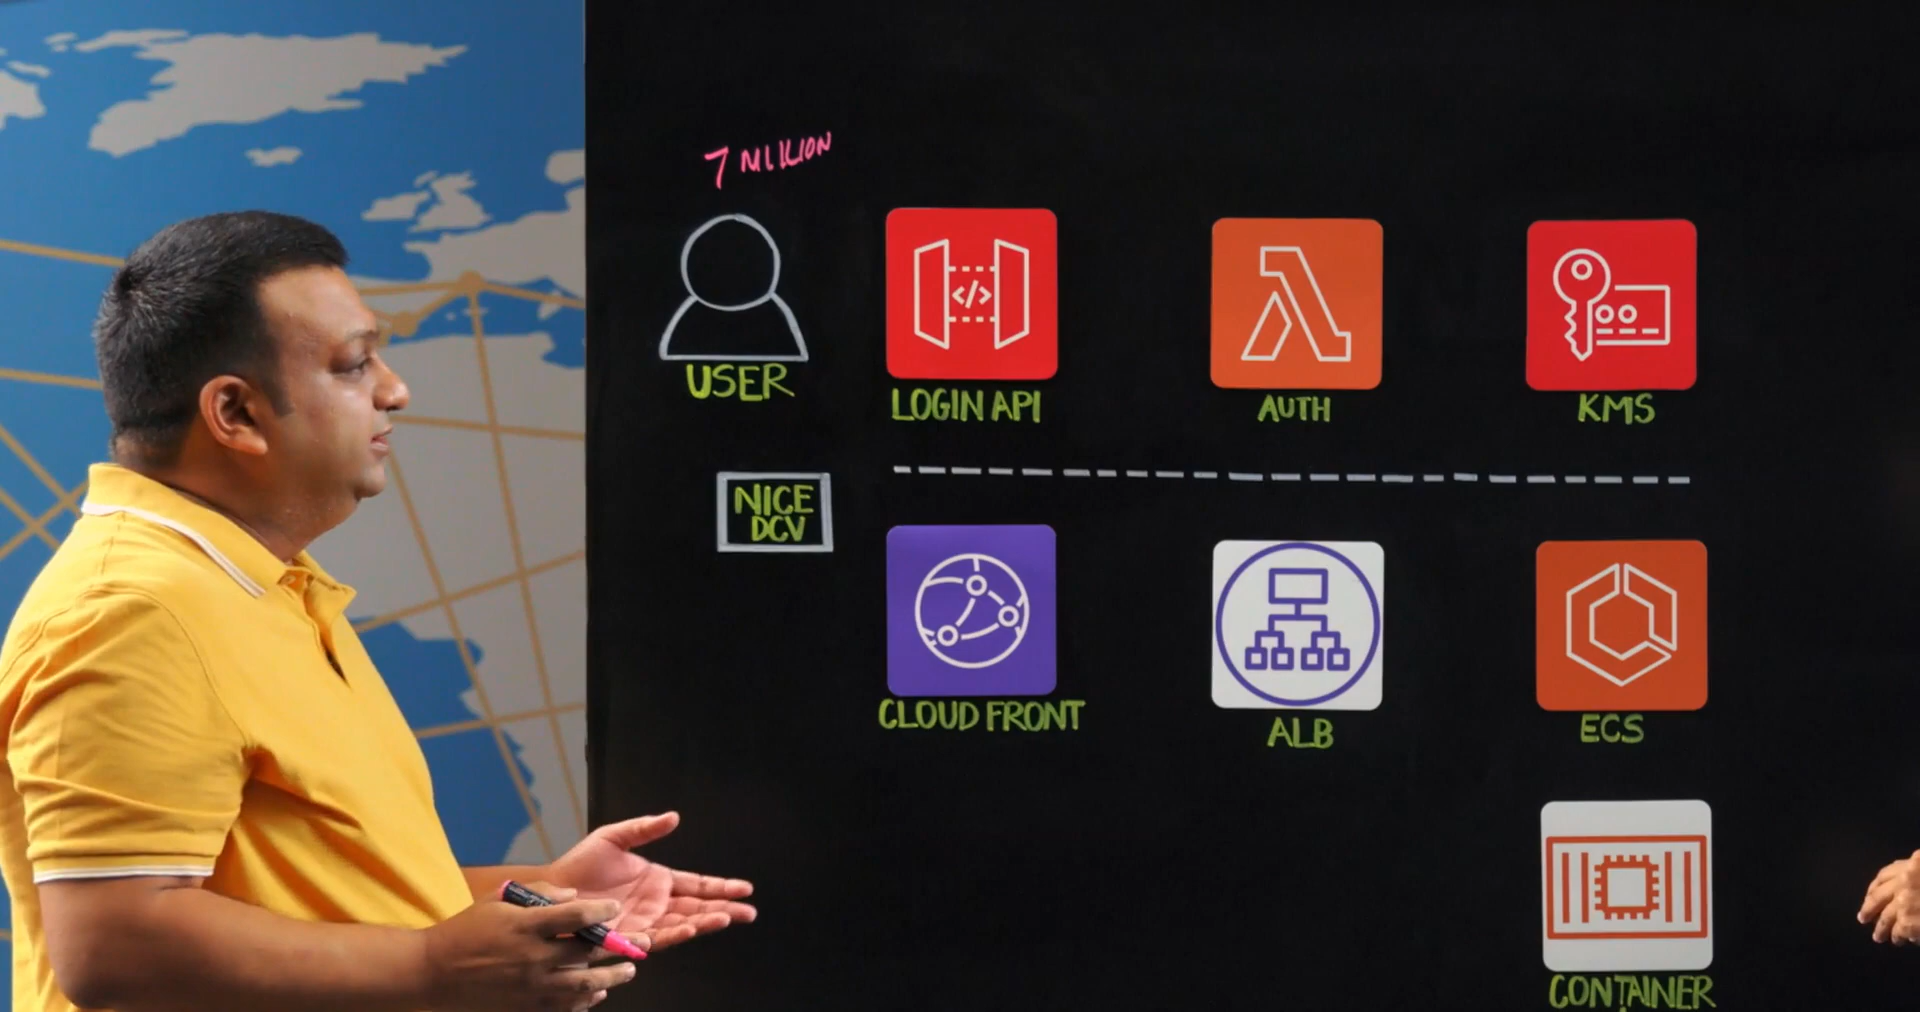 7 MILLION
USER
LOGIN API
AUTH
KMS
NICE
DCV
</>
CLOUD FRONT
ALB
ECS
CONTAINER